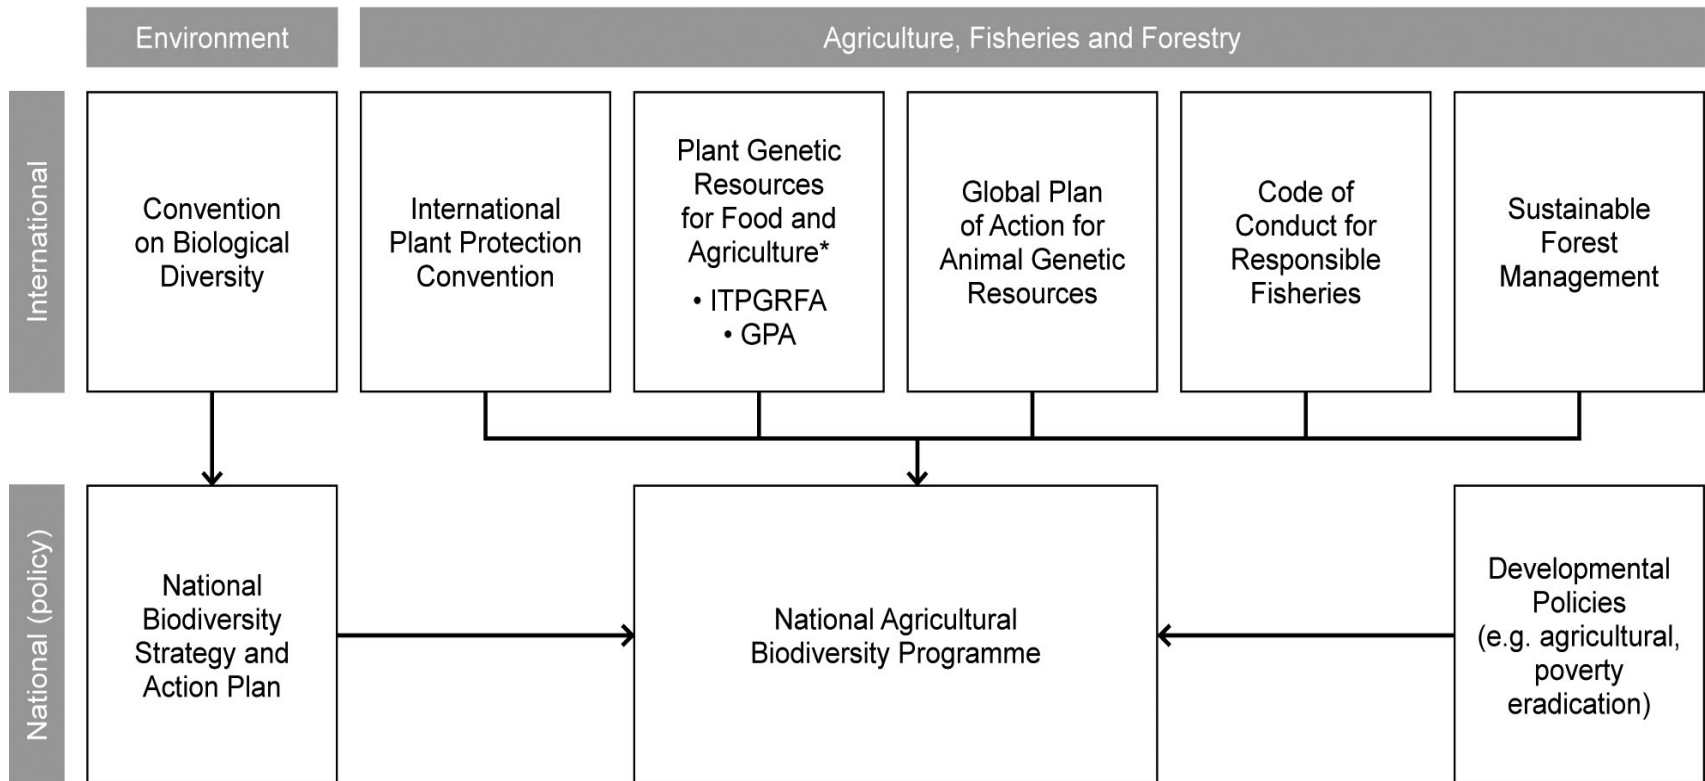 Environment
Agriculture, Fisheries and Forestry
International
Convention
on Biological
Diversity
International
Plant Protection
Convention
Plant Genetic
Resources
for Food and
Agriculture*
• ITPGRFA
• GPA
Global Plan
of Action for
Animal Genetic
Resources
Code of
Conduct for
Responsible
Fisheries
Sustainable
Forest
Management
National (policy)
National
Biodiversity
Strategy and
Action Plan
National Agricultural
Biodiversity Programme
Developmental
Policies
(e.g. agricultural,
poverty
eradication)